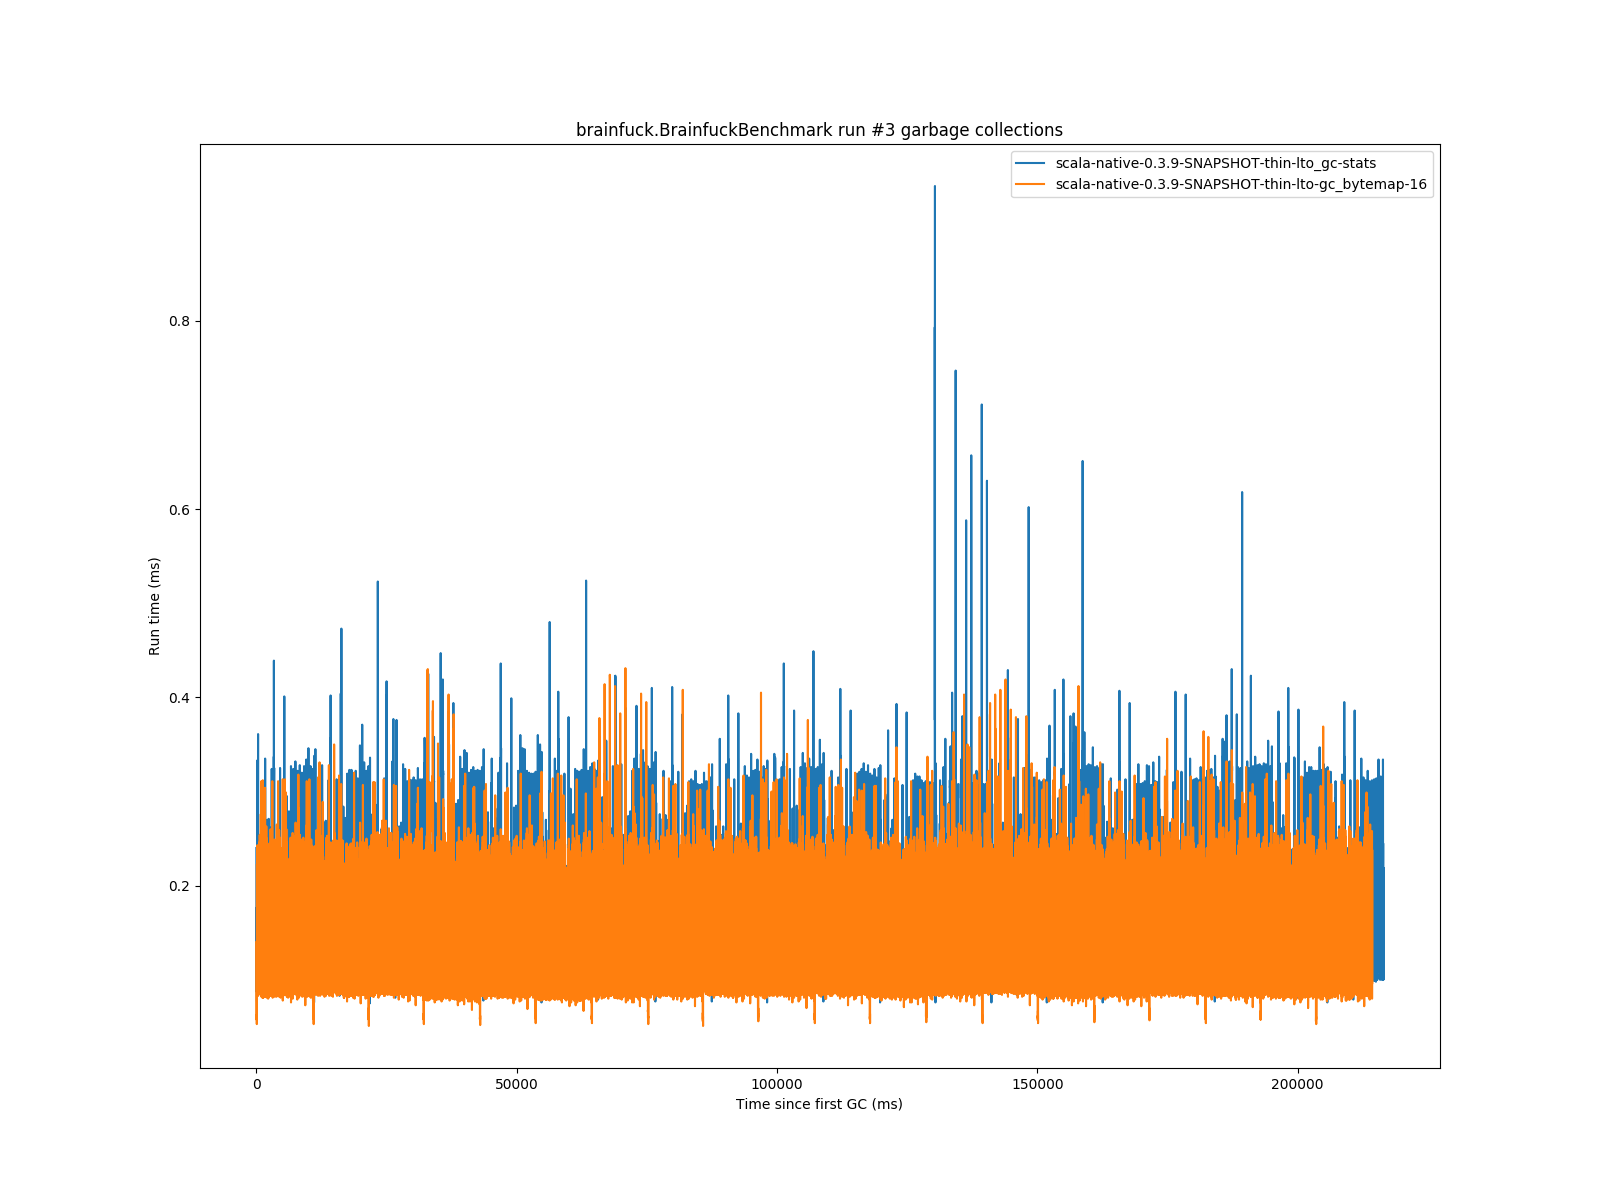 brainfuck.BrainfuckBenchmark run #3 garbage collections
scala-native-0.3.9-SNAPSHOT-thin-lto_gc-stats
scala-native-0.3.9-SNAPSHOT-thin-lto-gc_bytemap-16
Run time (ms)
0.8
0.6
0.4
0.2
0 50000 100000 150000 200000
Time since first GC (ms)